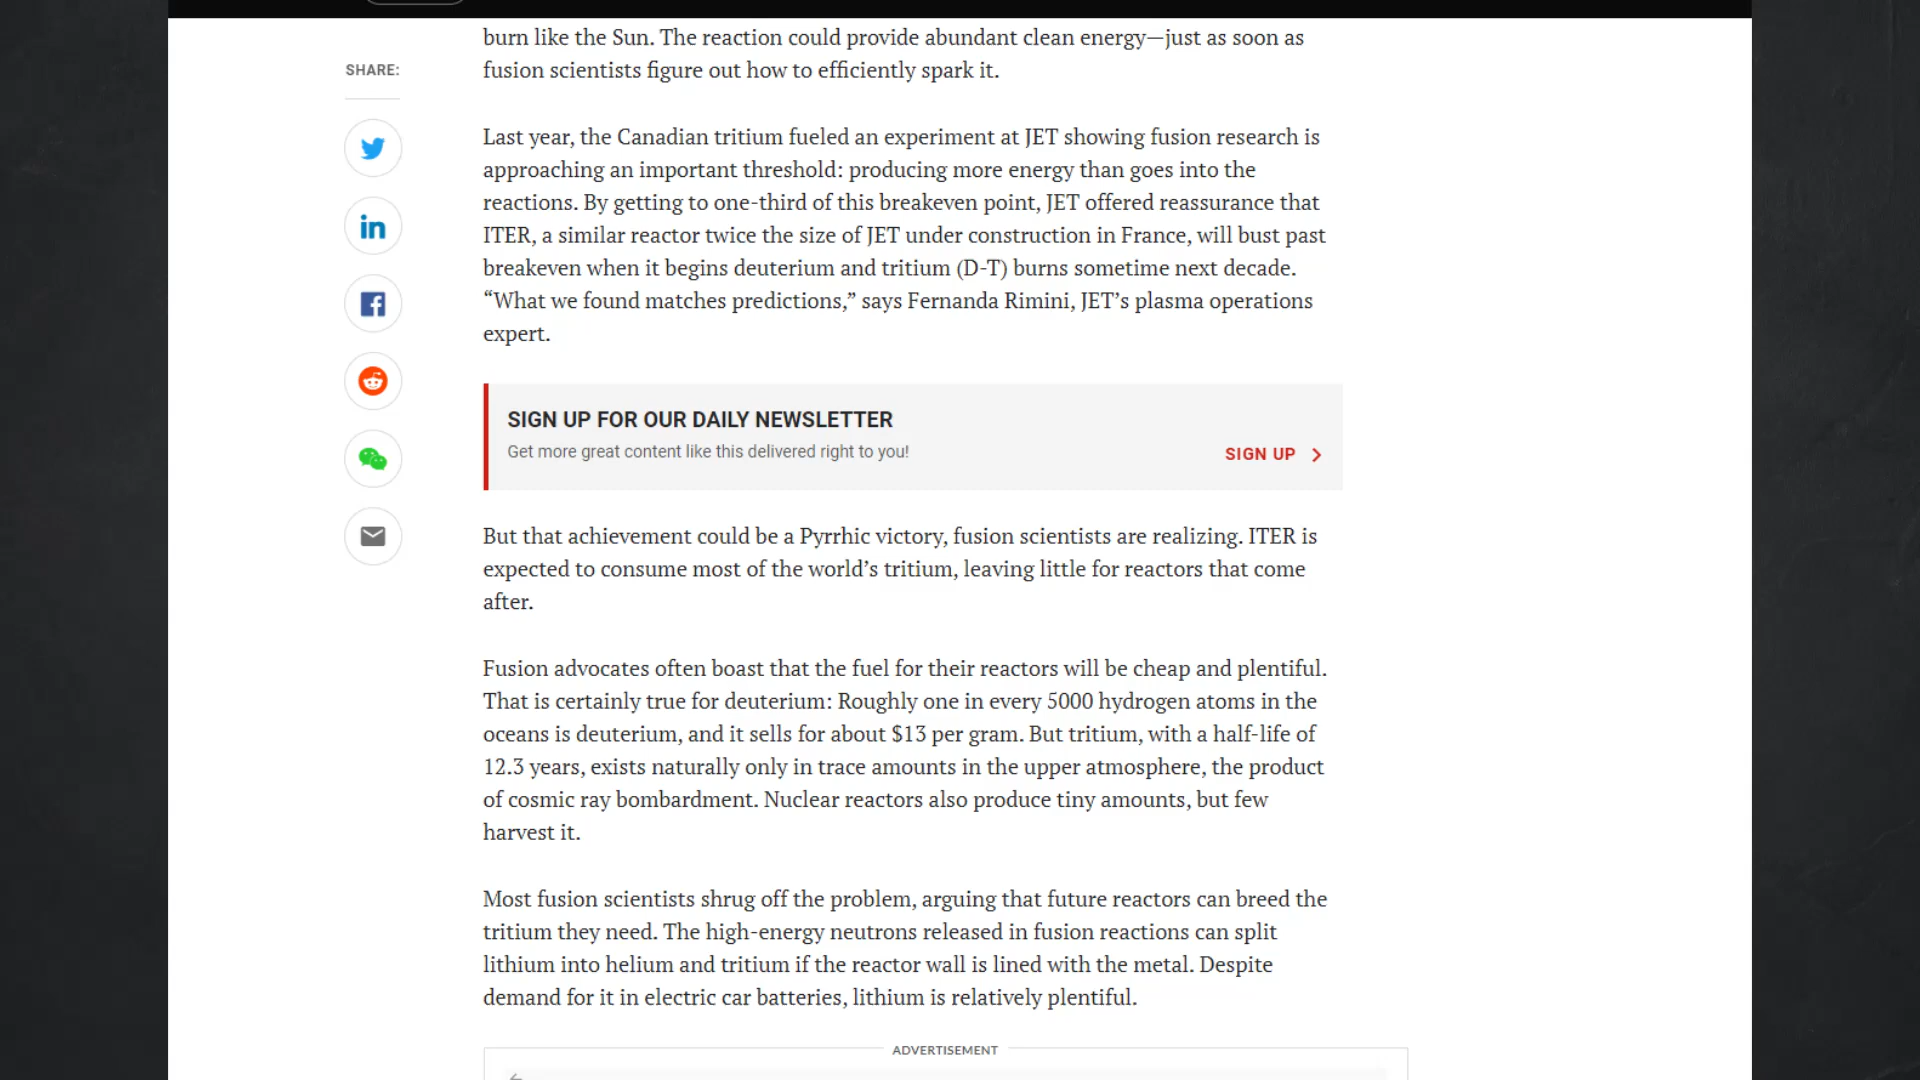 burn like the Sun. The reaction could provide abundant clean energy—just as soon as
fusion scientists figure out how to efficiently spark it.
SHARE:
Last year, the Canadian tritium fueled an experiment at JET showing fusion research is
approaching an important threshold: producing more energy than goes into the
reactions. By getting to one-third of this breakeven point, JET offered reassurance that
ITER, a similar reactor twice the size of JET under construction in France, will bust past
breakeven when it begins deuterium and tritium (D-T) burns sometime next decade.
“What we found matches predictions,” says Fernanda Rimini, JET’s plasma operations
expert.
SIGN UP FOR OUR DAILY NEWSLETTER
Get more great content like this delivered right to you!
SIGN UP
But that achievement could be a Pyrrhic victory, fusion scientists are realizing. ITER is
expected to consume most of the world’s tritium, leaving little for reactors that come
after.
Fusion advocates often boast that the fuel for their reactors will be cheap and plentiful.
That is certainly true for deuterium: Roughly one in every 5000 hydrogen atoms in the
oceans is deuterium, and it sells for about $13 per gram. But tritium, with a half-life of
12.3 years, exists naturally only in trace amounts in the upper atmosphere, the product
of cosmic ray bombardment. Nuclear reactors also produce tiny amounts, but few
harvest it.
Most fusion scientists shrug off the problem, arguing that future reactors can breed the
tritium they need. The high-energy neutrons released in fusion reactions can split
lithium into helium and tritium if the reactor wall is lined with the metal. Despite
demand for it in electric car batteries, lithium is relatively plentiful.
ADVERTISEMENT